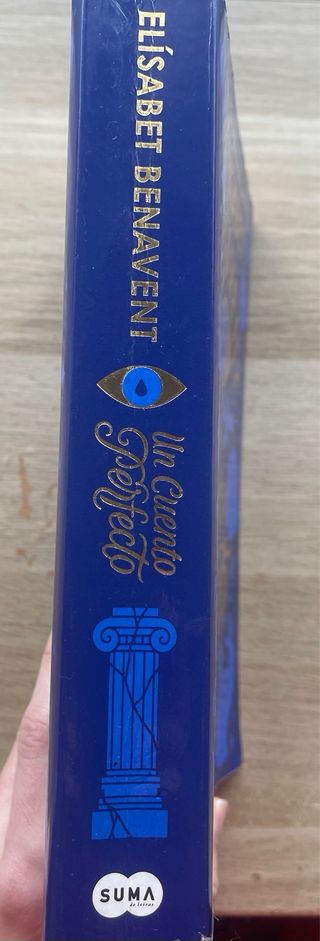 ELÍSABET BENAVENT
Un Cuento
Perfecto
SUMA
de letras